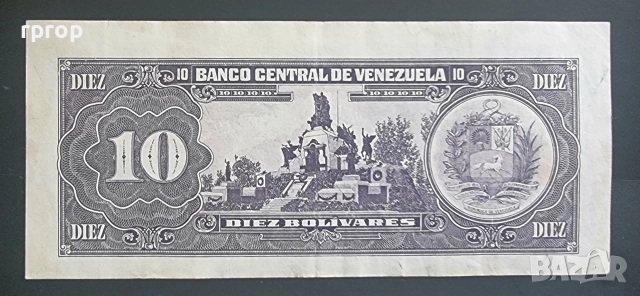 rprop
DIEZ 10 BANCO CENTRAL DE VENEZUELA 10 DIEZ
10.10.10.10 10.10.10.10
10
DIEZ DIEZ BOLÍVARES DIEZ
BAZAR